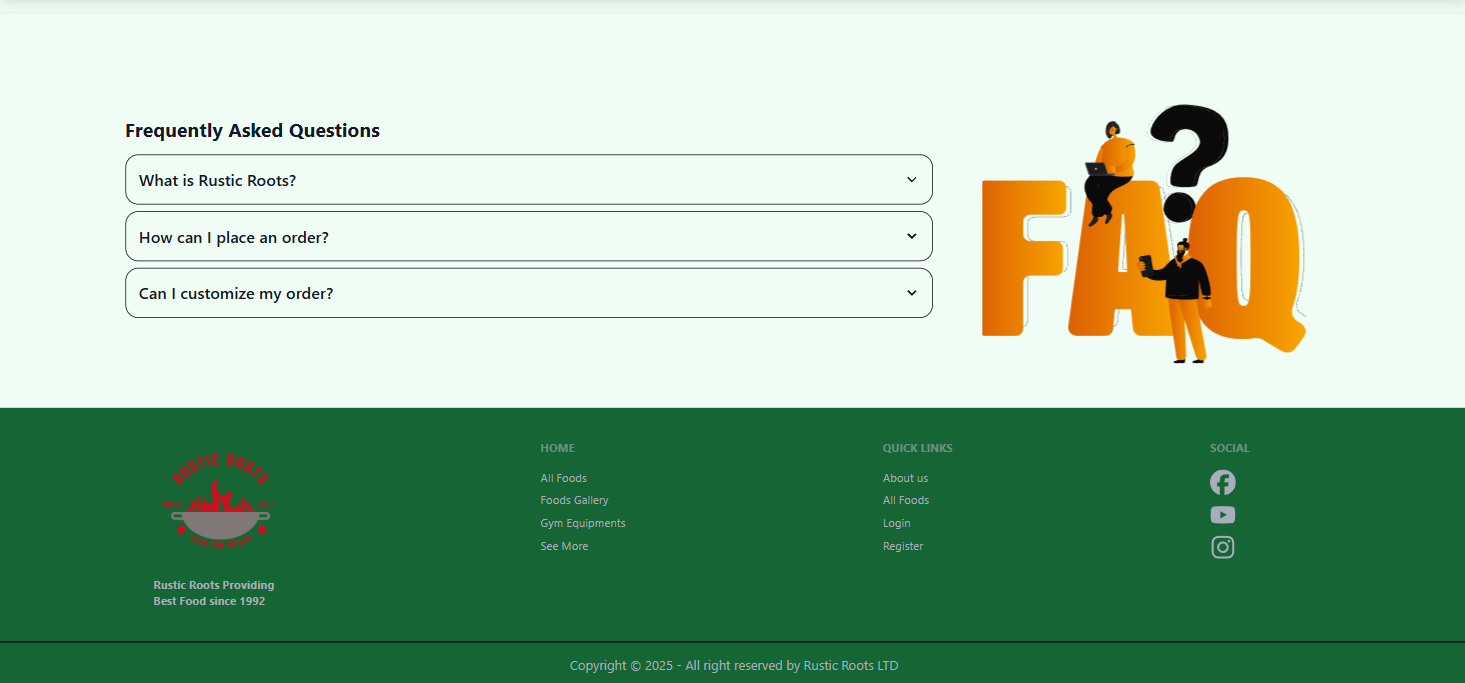 Frequently Asked Questions
What is Rustic Roots?
How can I place an order?
Can I customize my order?
?
FAQ
RUSTIC ROOTS
Rustic Roots Providing
Best Food since 1992
HOME
All Foods
Foods Gallery
Gym Equipments
See More
QUICK LINKS
About us
All Foods
Login
Register
SOCIAL
Copyright © 2025 - All right reserved by Rustic Roots LTD